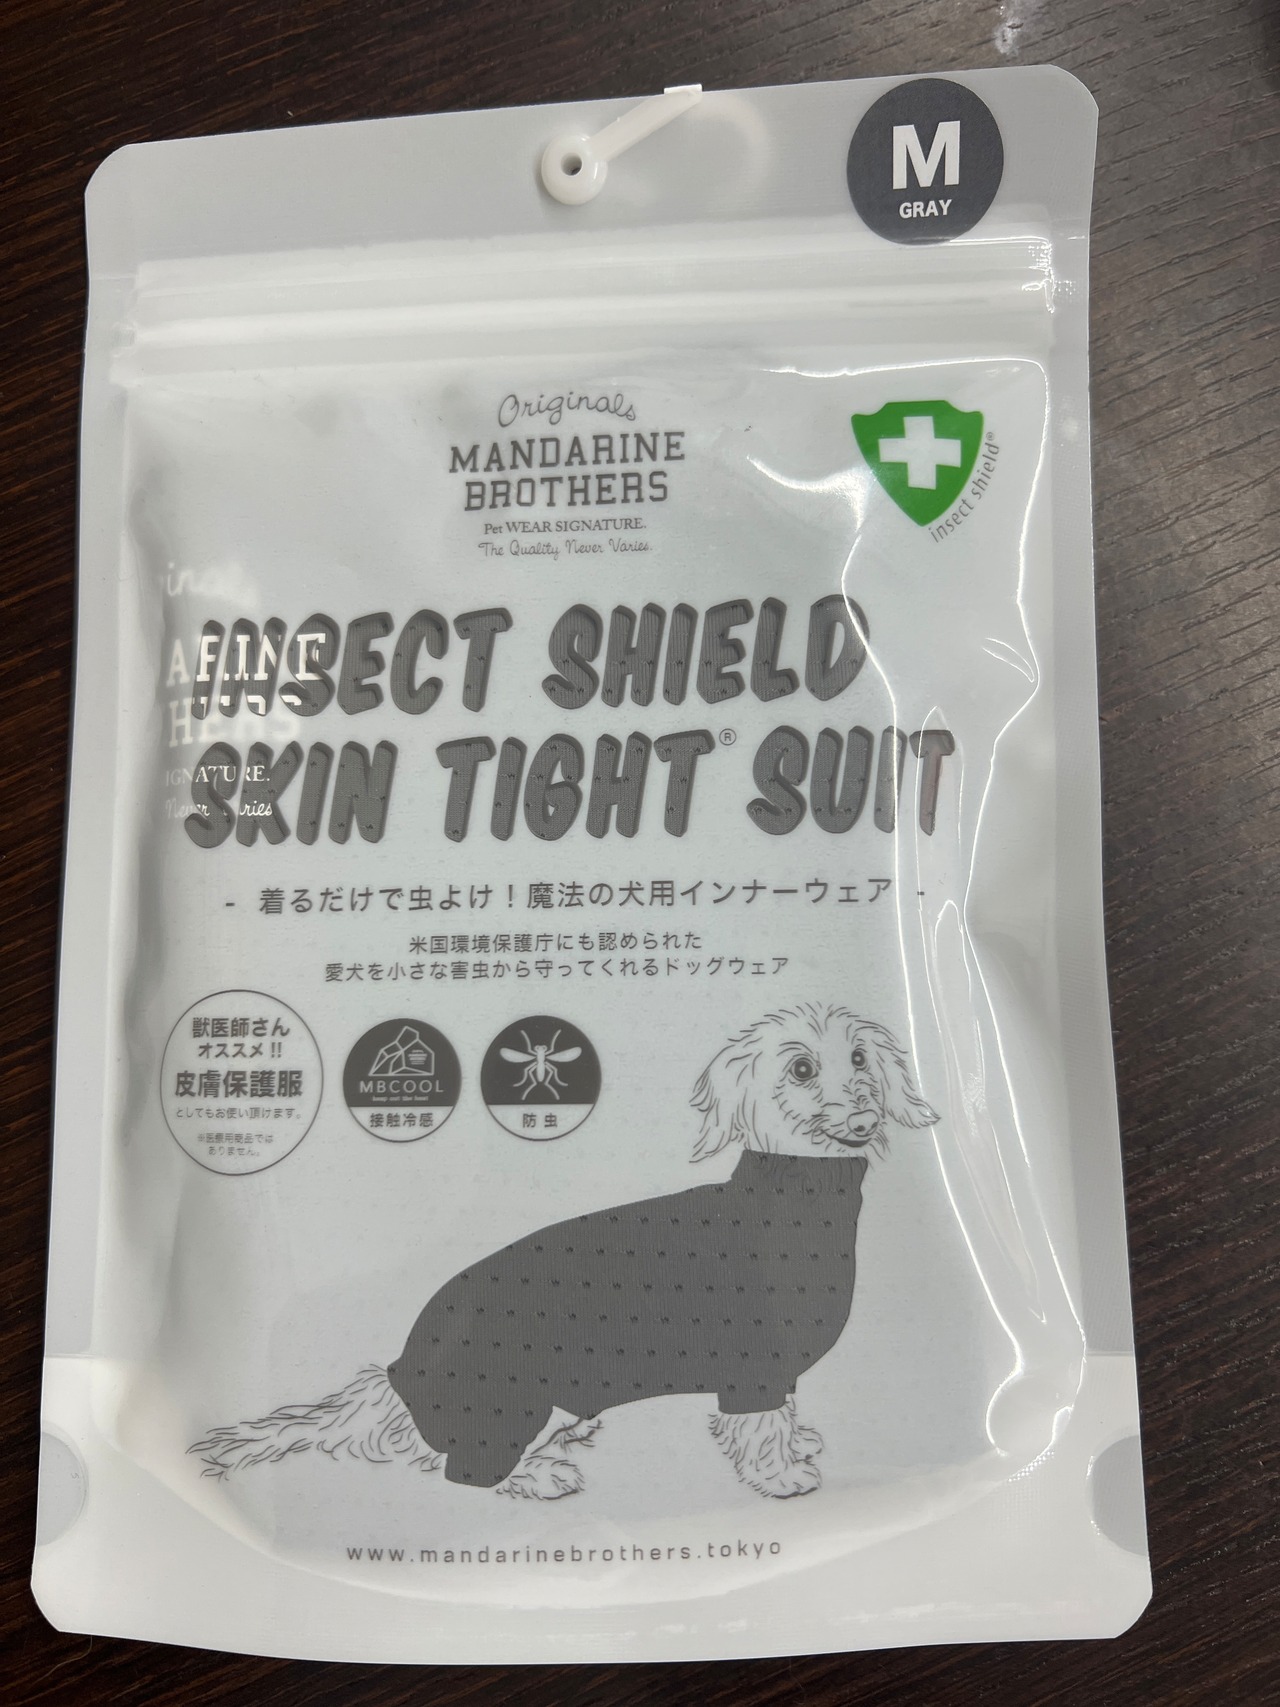 M
GRAY
Originals
MANDARINE
BROTHERS
Pet WEAR SIGNATURE.
The Quality Never Varies.
insect shield®
INSECT SHIELD
SKIN TIGHT® SUIT
- 着るだけで虫よけ！魔法の犬用インナーウェア -
米国環境保護庁にも認められた
愛犬を小さな害虫から守ってくれるドッグウェア
獣医師さん
オススメ!!
皮膚保護服
としてもお使い頂けます。
※医療用商品では
ありません。
MBCOOL
keep out the heat
接触冷感
防虫
www.mandarinebrothers.tokyo